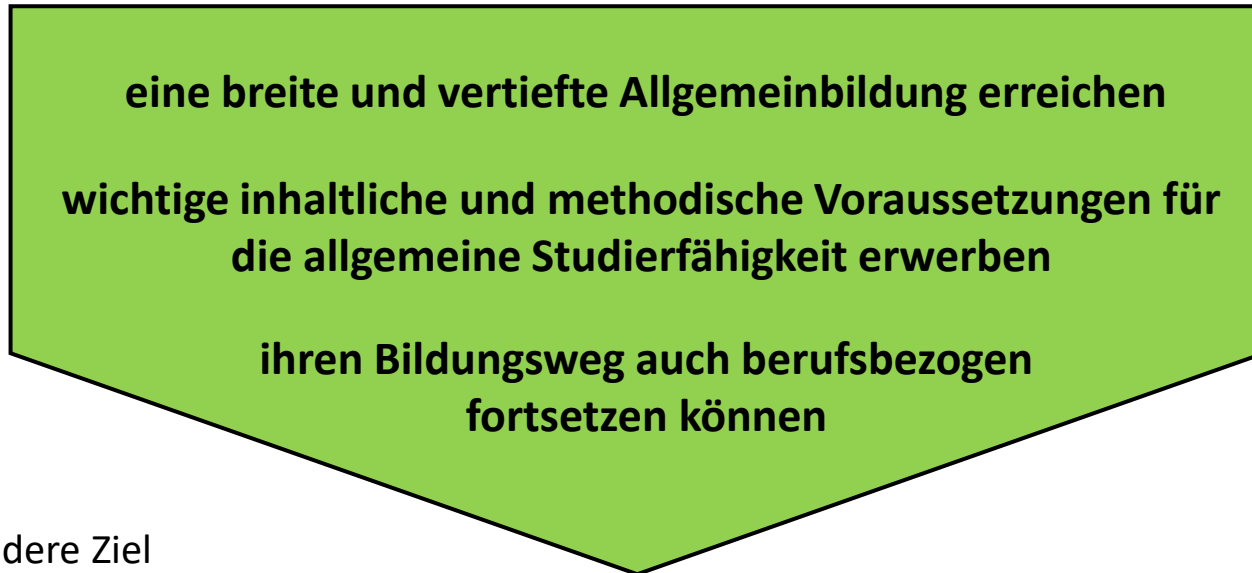 eine breite und vertiefte Allgemeinbildung erreichen
wichtige inhaltliche und methodische Voraussetzungen für
die allgemeine Studierfähigkeit erwerben
ihren Bildungsweg auch berufsbezogen
fortsetzen können
dere Ziel